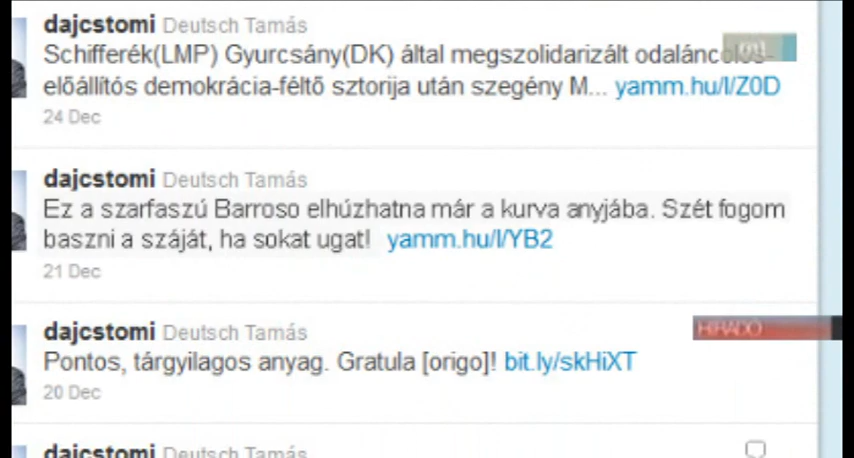 dajcstomi Deutsch Tamás
Schifferék(LMP) Gyurcsány(DK) által megszolidarizált odaláncolós-
előállítós demokrácia-féltő sztorija után szegény M... yamm.hu/l/Z0D
24 Dec
dajcstomi Deutsch Tamás
Ez a szarfaszú Barroso elhúzhatna már a kurva anyjába. Szét fogom
baszni a száját, ha sokat ugat! yamm.hu/l/YB2
21 Dec
dajcstomi Deutsch Tamás
HÍRADÓ
Pontos, tárgyilagos anyag. Gratula [origo]! bit.ly/skHiXT
20 Dec
dajcstomi Deutsch Tamás